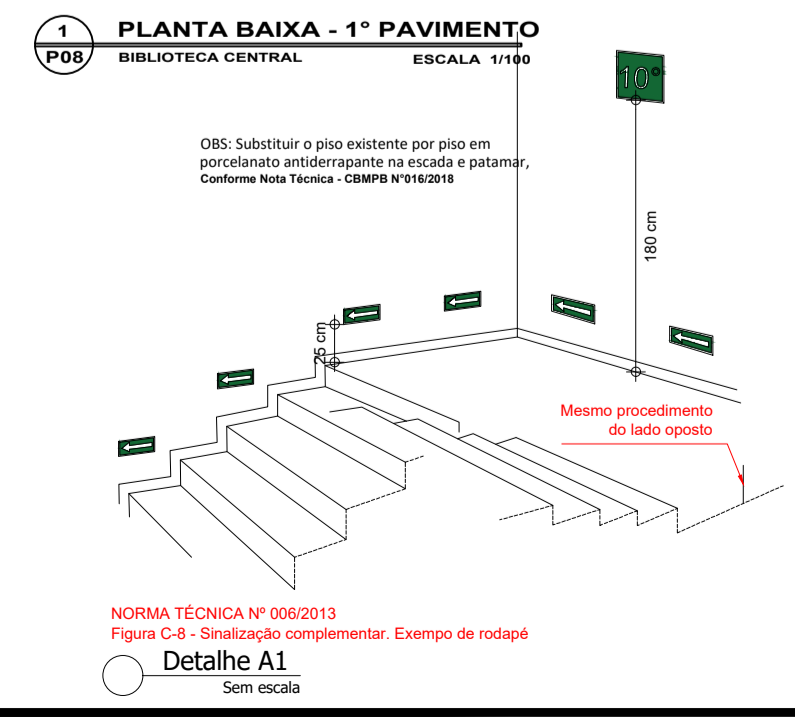 1
PLANTA BAIXA - 1° PAVIMENTO
P08
BIBLIOTECA CENTRAL
ESCALA 1/100
10°
OBS: Substituir o piso existente por piso em
porcelanato antiderrapante na escada e patamar,
Conforme Nota Técnica - CBMPB N°016/2018
180 cm
25 cm
Mesmo procedimento
do lado oposto
NORMA TÉCNICA Nº 006/2013
Figura C-8 - Sinalização complementar. Exempo de rodapé
Detalhe A1
Sem escala